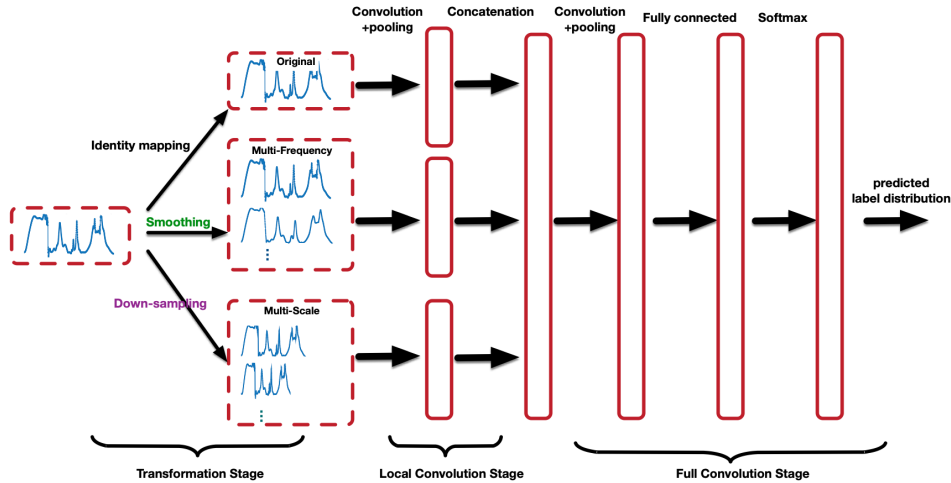 Convolution
+pooling
Concatenation
Convolution
+pooling
Fully connected
Softmax
Original
Identity mapping
Multi-Frequency
Smoothing
predicted
label distribution
Down-sampling
Multi-Scale
Transformation Stage
Local Convolution Stage
Full Convolution Stage